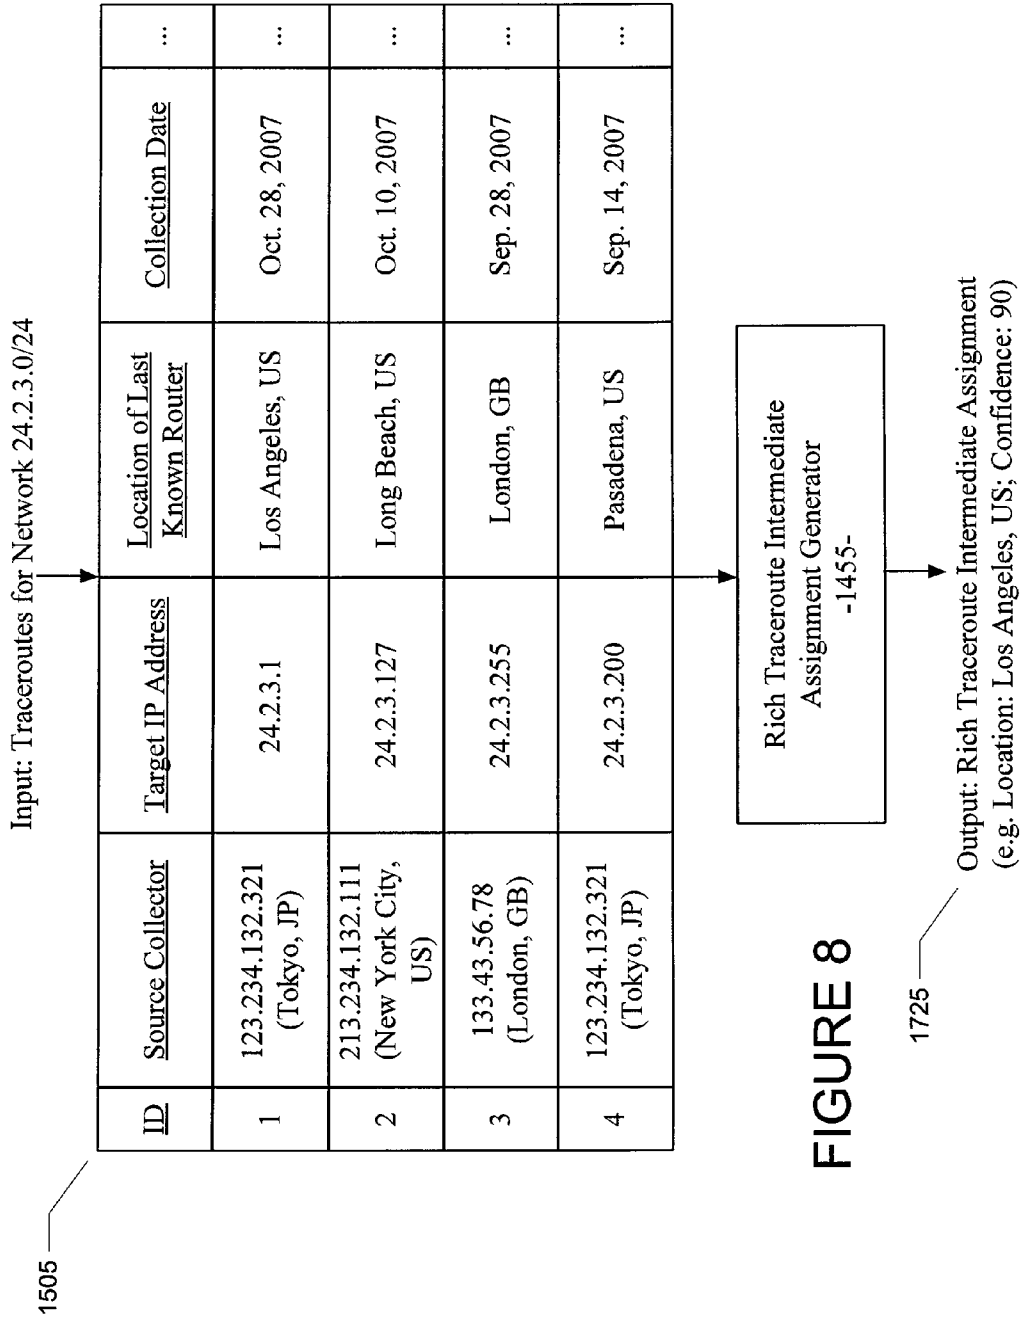 Input: Traceroutes for Network 24.2.3.0/24
1505
ID
Source Collector
Target IP Address
Location of Last
Known Router
Collection Date
...
1
123.234.132.321
(Tokyo, JP)
24.2.3.1
Los Angeles, US
Oct. 28, 2007
...
2
213.234.132.111
(New York City,
US)
24.2.3.127
Long Beach, US
Oct. 10, 2007
...
3
133.43.56.78
(London, GB)
24.2.3.255
London, GB
Sep. 28, 2007
...
4
123.234.132.321
(Tokyo, JP)
24.2.3.200
Pasadena, US
Sep. 14, 2007
...
Rich Traceroute Intermediate
Assignment Generator
-1455-
FIGURE 8
1725
Output: Rich Traceroute Intermediate Assignment
(e.g. Location: Los Angeles, US; Confidence: 90)